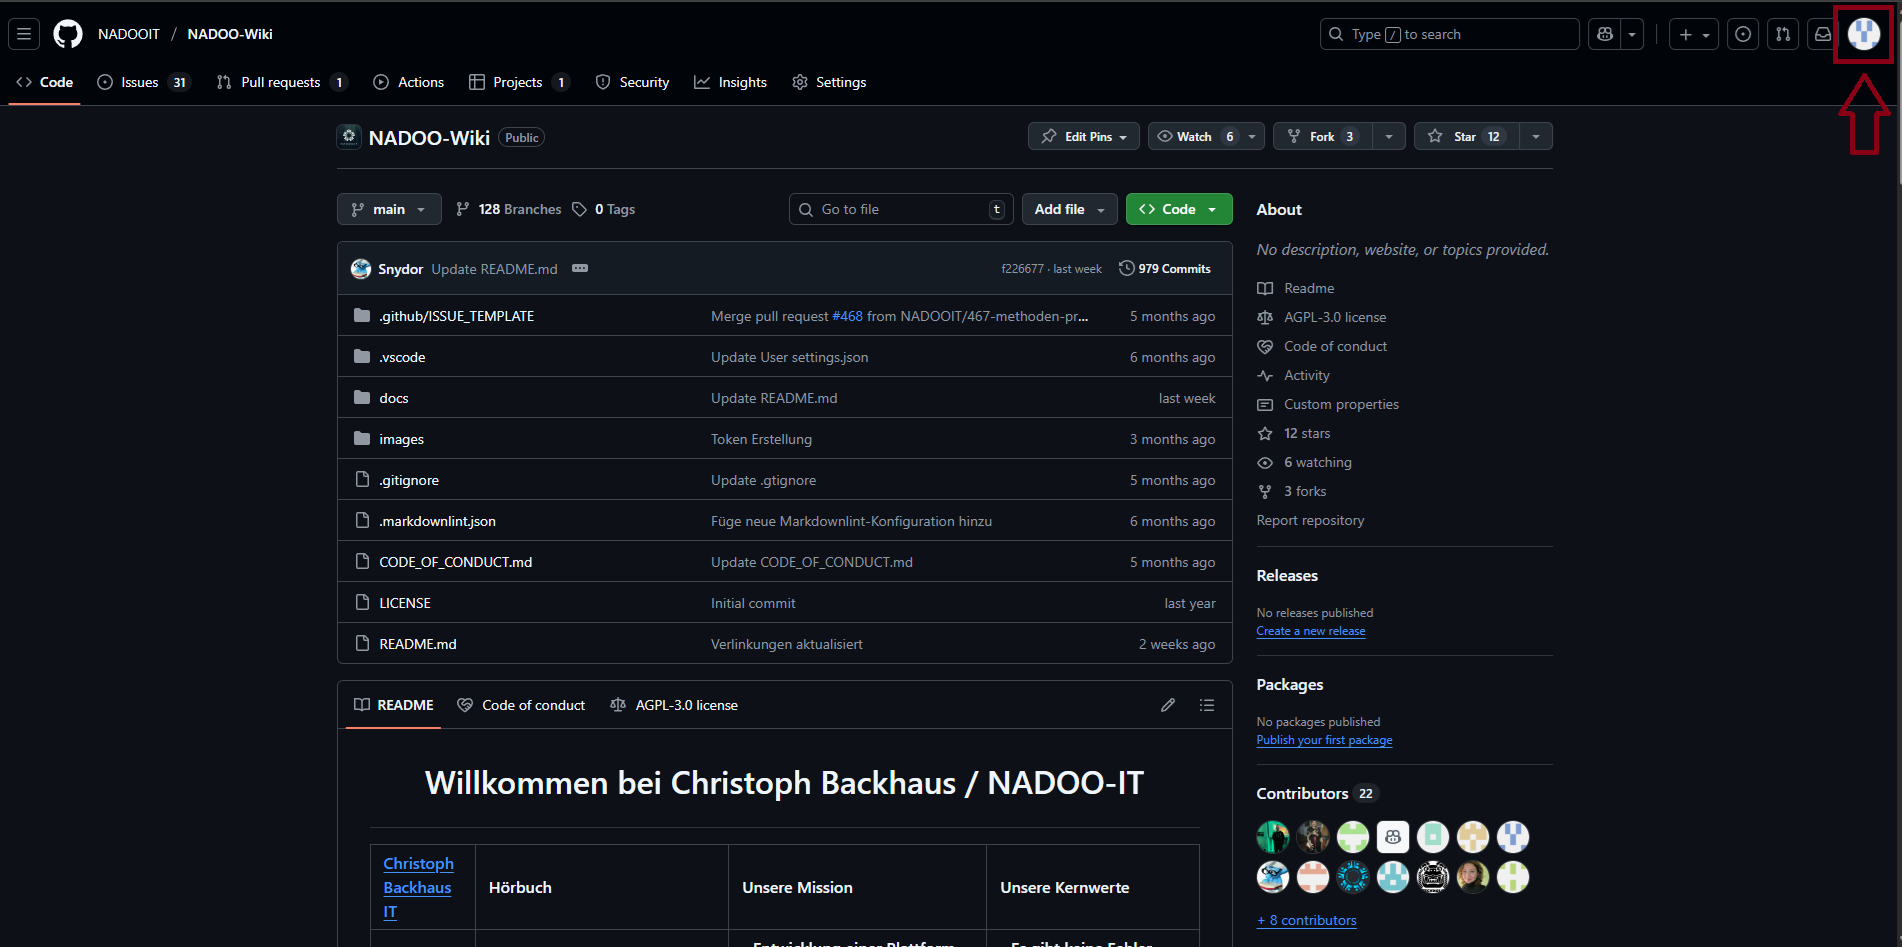 NADOOIT / NADOO-Wiki
Type / to search
Code Issues 31 Pull requests 1 Actions Projects 1 Security Insights Settings
NADOO-Wiki Public
Edit Pins Watch 6 Fork 3 Star 12
main 128 Branches 0 Tags Go to file t Add file Code
Snydor Update README.md f226677 · last week 979 Commits
.github/ISSUE_TEMPLATE Merge pull request #468 from NADOOIT/467-methoden-pr... 5 months ago
.vscode Update User settings.json 6 months ago
docs Update README.md last week
images Token Erstellung 3 months ago
.gitignore Update .gtignore 5 months ago
.markdownlint.json Füge neue Markdownlint-Konfiguration hinzu 6 months ago
CODE_OF_CONDUCT.md Update CODE_OF_CONDUCT.md 5 months ago
LICENSE Initial commit last year
README.md Verlinkungen aktualisiert 2 weeks ago
README Code of conduct AGPL-3.0 license
Willkommen bei Christoph Backhaus / NADOO-IT
Christoph
Backhaus
IT
Hörbuch Unsere Mission Unsere Kernwerte
Entwicklung einer Plattform Es gibt keine Fehler
About
No description, website, or topics provided.
Readme
AGPL-3.0 license
Code of conduct
Activity
Custom properties
12 stars
6 watching
3 forks
Report repository
Releases
No releases published
Create a new release
Packages
No packages published
Publish your first package
Contributors 22
+ 8 contributors